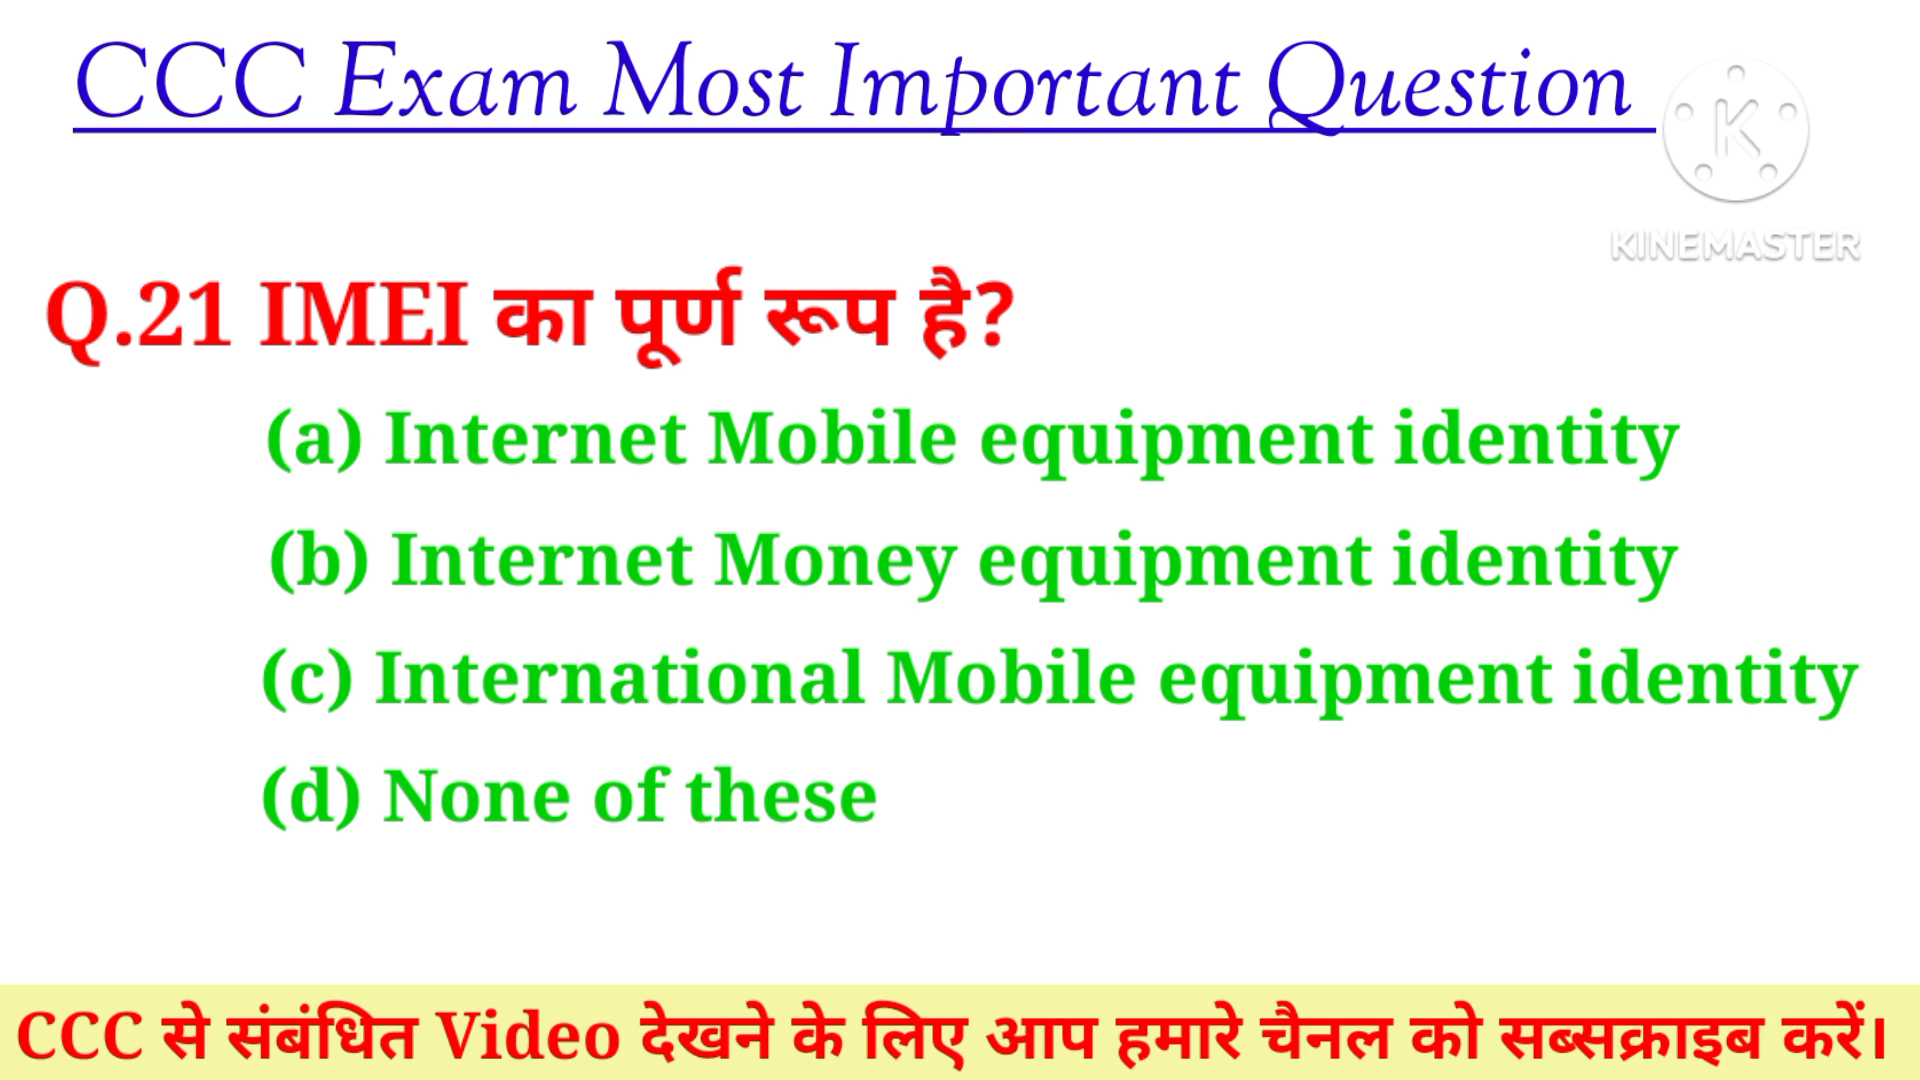 CCC Exam Most Important Question
K
KINEMASTER
Q.21 IMEI का पूर्ण रूप है?
(a) Internet Mobile equipment identity
(b) Internet Money equipment identity
(c) International Mobile equipment identity
(d) None of these
CCC से संबंधित Video देखने के लिए आप हमारे चैनल को सब्सक्राइब करें।